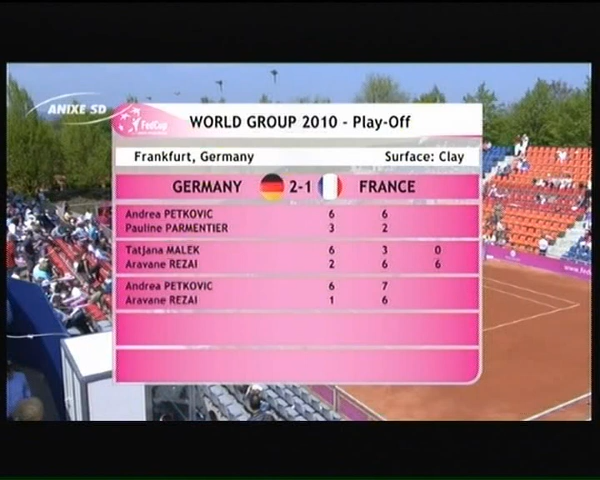 ANIXE SD
FedCup
WORLD GROUP 2010 - Play-Off
Frankfurt, Germany Surface: Clay
GERMANY 2-1 FRANCE
Andrea PETKOVIC 6 6
Pauline PARMENTIER 3 2
Tatjana MALEK 6 3 0
Aravane REZAI 2 6 6
Andrea PETKOVIC 6 7
Aravane REZAI 1 6